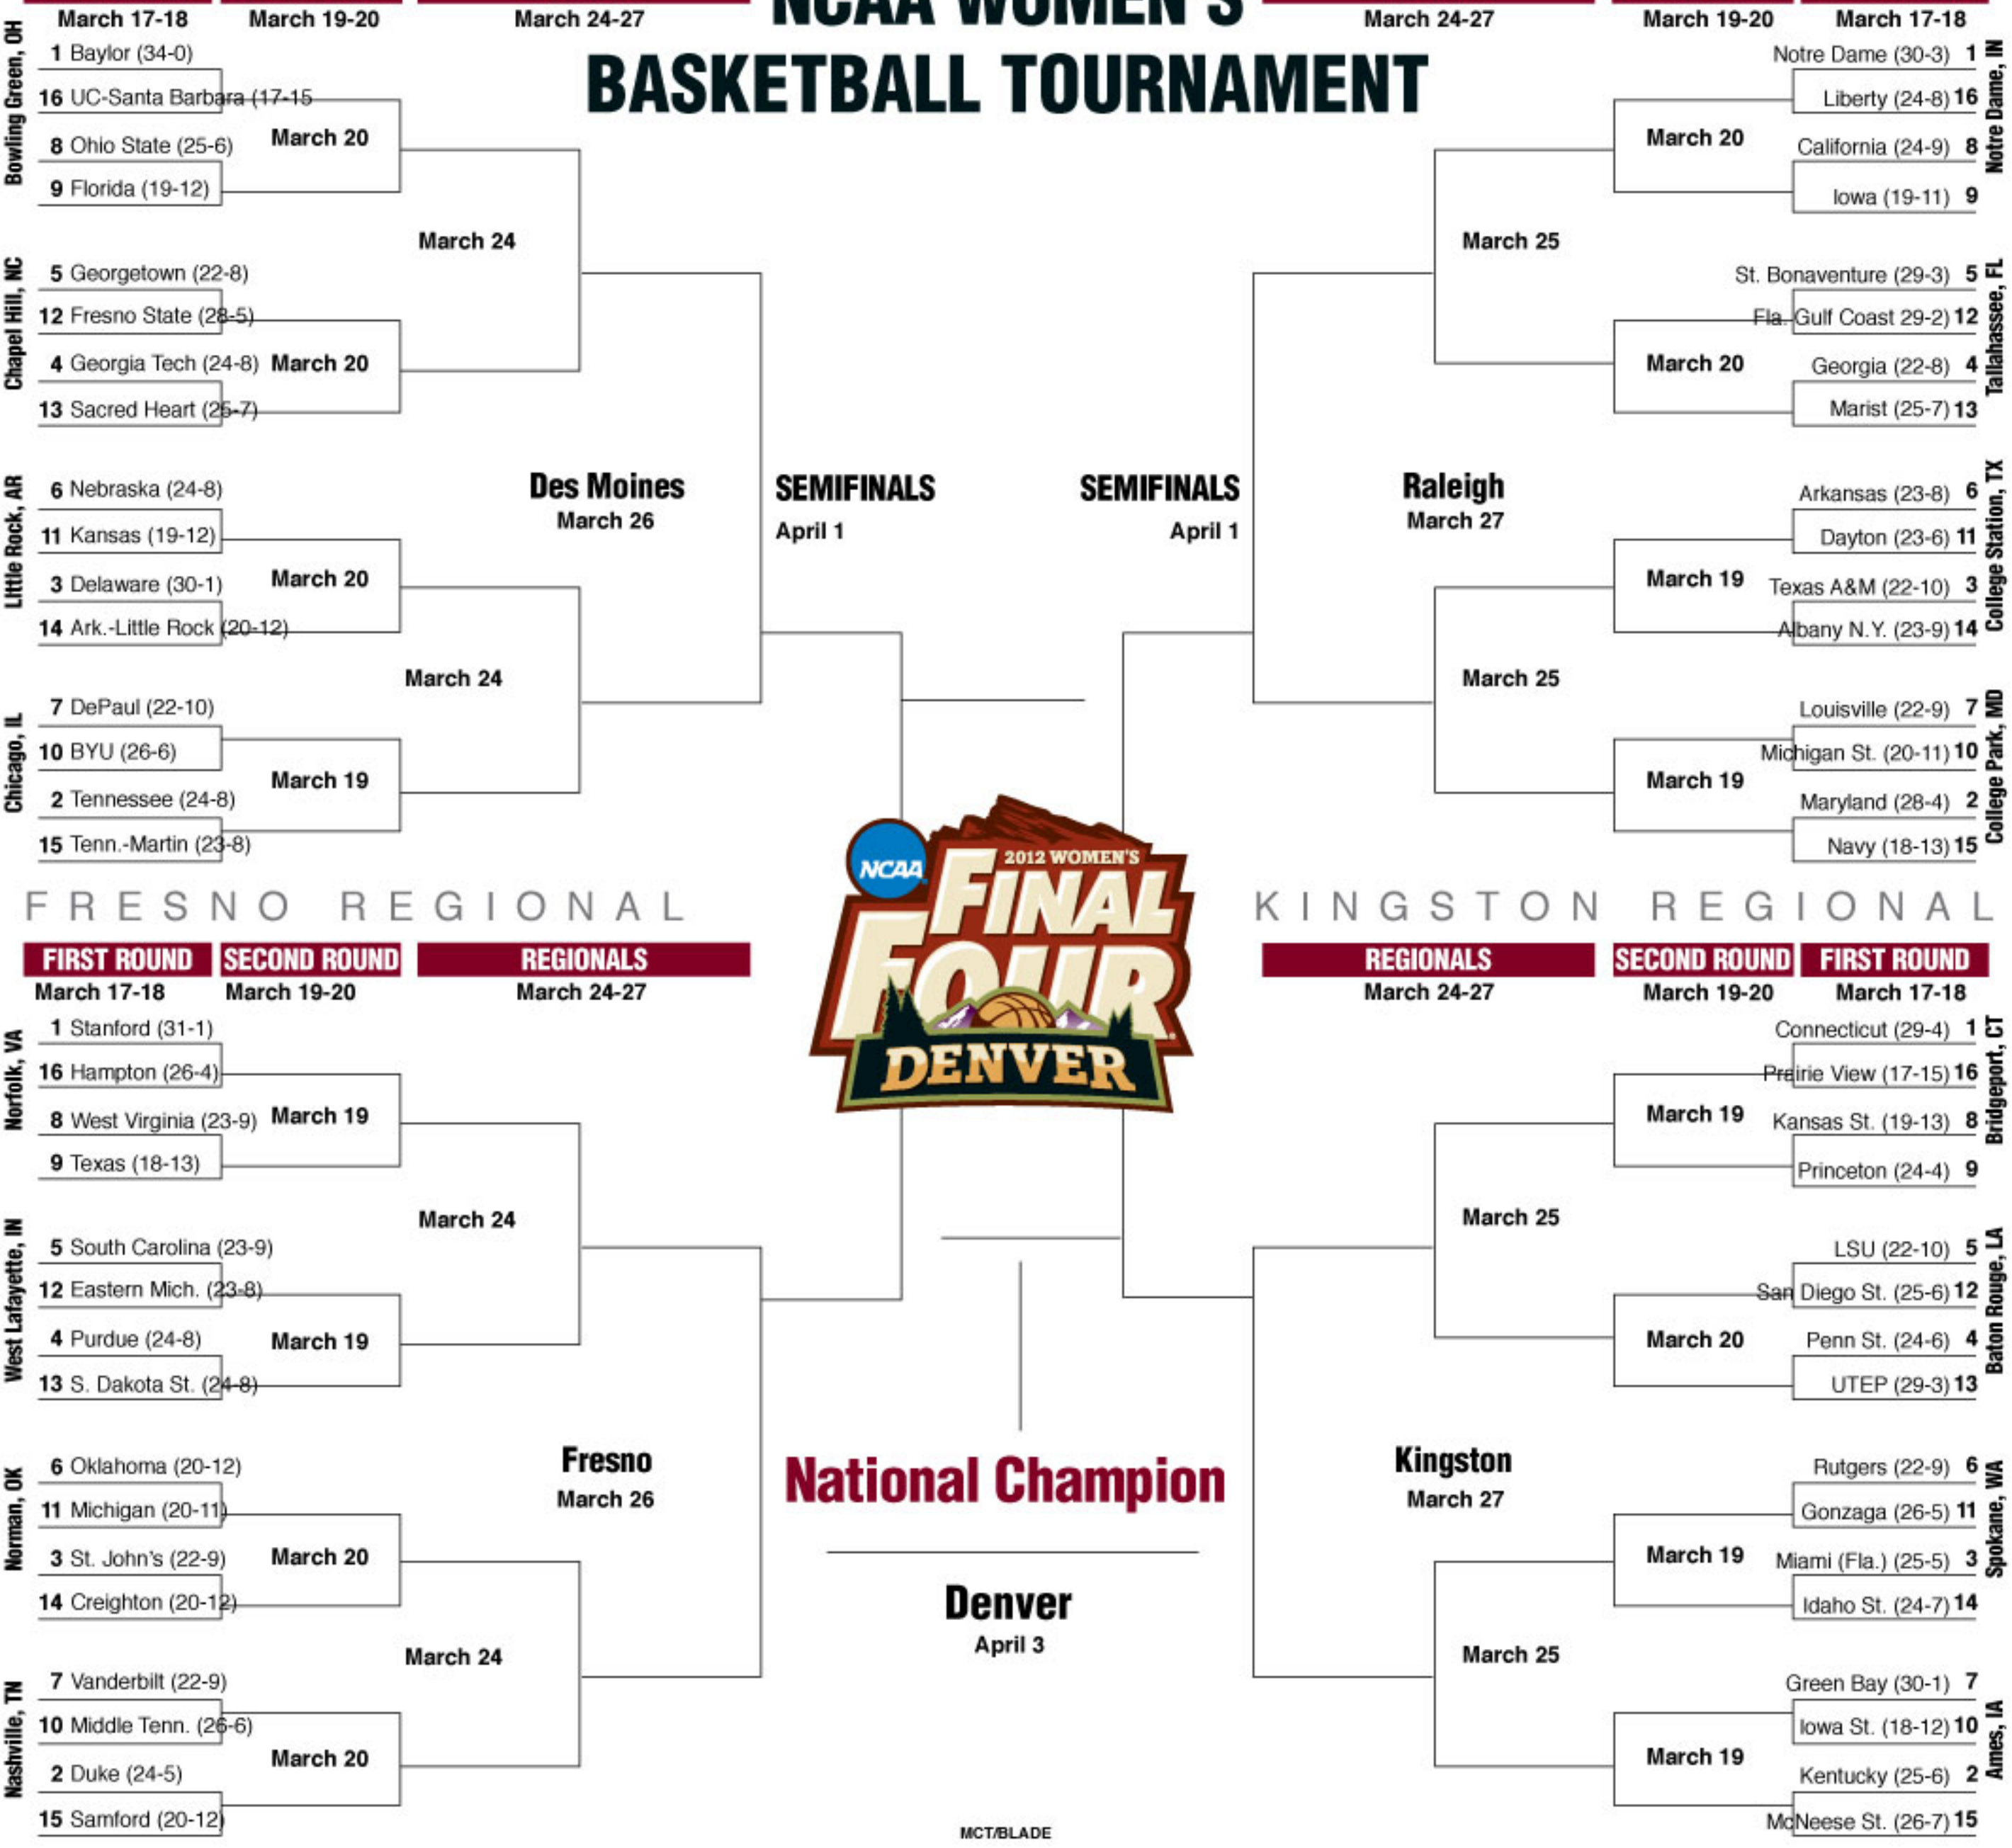 NCAA WOMEN'S
BASKETBALL TOURNAMENT
March 17-18
March 19-20
March 24-27
Bowling Green, OH
1 Baylor (34-0)
16 UC-Santa Barbara (17-15
8 Ohio State (25-6)
9 Florida (19-12)
March 20
Chapel Hill, NC
5 Georgetown (22-8)
12 Fresno State (28-5)
4 Georgia Tech (24-8)
13 Sacred Heart (25-7)
March 20
March 24
Little Rock, AR
6 Nebraska (24-8)
11 Kansas (19-12)
3 Delaware (30-1)
14 Ark.-Little Rock (20-12)
March 20
Chicago, IL
7 DePaul (22-10)
10 BYU (26-6)
2 Tennessee (24-8)
15 Tenn.-Martin (23-8)
March 19
March 24
Des Moines
March 26
SEMIFINALS
April 1
March 24-27
March 19-20
March 17-18
Notre Dame, IN
Notre Dame (30-3) 1
Liberty (24-8) 16
California (24-9) 8
Iowa (19-11) 9
March 20
Tallahassee, FL
St. Bonaventure (29-3) 5
Fla. Gulf Coast 29-2) 12
Georgia (22-8) 4
Marist (25-7) 13
March 20
March 25
College Station, TX
Arkansas (23-8) 6
Dayton (23-6) 11
Texas A&M (22-10) 3
Albany N.Y. (23-9) 14
March 19
College Park, MD
Louisville (22-9) 7
Michigan St. (20-11) 10
Maryland (28-4) 2
Navy (18-13) 15
March 19
March 25
Raleigh
March 27
SEMIFINALS
April 1
NCAA
2012 WOMEN'S
FINAL
FOUR
DENVER
FRESNO REGIONAL
FIRST ROUND
March 17-18
SECOND ROUND
March 19-20
REGIONALS
March 24-27
Norfolk, VA
1 Stanford (31-1)
16 Hampton (26-4)
8 West Virginia (23-9)
9 Texas (18-13)
March 19
West Lafayette, IN
5 South Carolina (23-9)
12 Eastern Mich. (23-8)
4 Purdue (24-8)
13 S. Dakota St. (24-8)
March 19
March 24
Norman, OK
6 Oklahoma (20-12)
11 Michigan (20-11)
3 St. John's (22-9)
14 Creighton (20-12)
March 20
Nashville, TN
7 Vanderbilt (22-9)
10 Middle Tenn. (26-6)
2 Duke (24-5)
15 Samford (20-12)
March 20
March 24
Fresno
March 26
KINGSTON REGIONAL
REGIONALS
March 24-27
SECOND ROUND
March 19-20
FIRST ROUND
March 17-18
Bridgeport, CT
Connecticut (29-4) 1
Prairie View (17-15) 16
Kansas St. (19-13) 8
Princeton (24-4) 9
March 19
Baton Rouge, LA
LSU (22-10) 5
San Diego St. (25-6) 12
Penn St. (24-6) 4
UTEP (29-3) 13
March 20
March 25
Spokane, WA
Rutgers (22-9) 6
Gonzaga (26-5) 11
Miami (Fla.) (25-5) 3
Idaho St. (24-7) 14
March 19
Ames, IA
Green Bay (30-1) 7
Iowa St. (18-12) 10
Kentucky (25-6) 2
McNeese St. (26-7) 15
March 19
March 25
Kingston
March 27
National Champion
Denver
April 3
MCT/BLADE